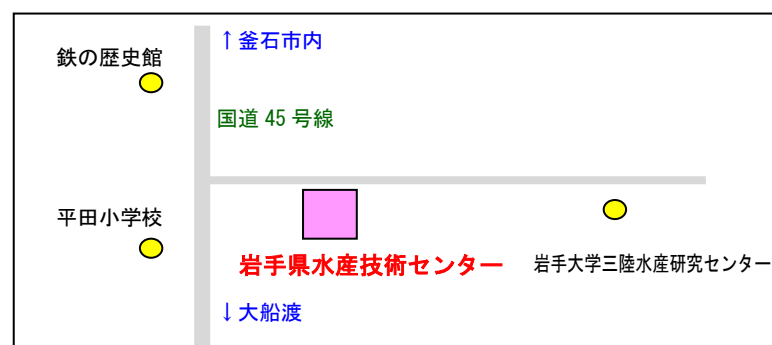 ↑釜石市内
鉄の歴史館
国道 45 号線
平田小学校
岩手県水産技術センター
岩手大学三陸水産研究センター
↓大船渡